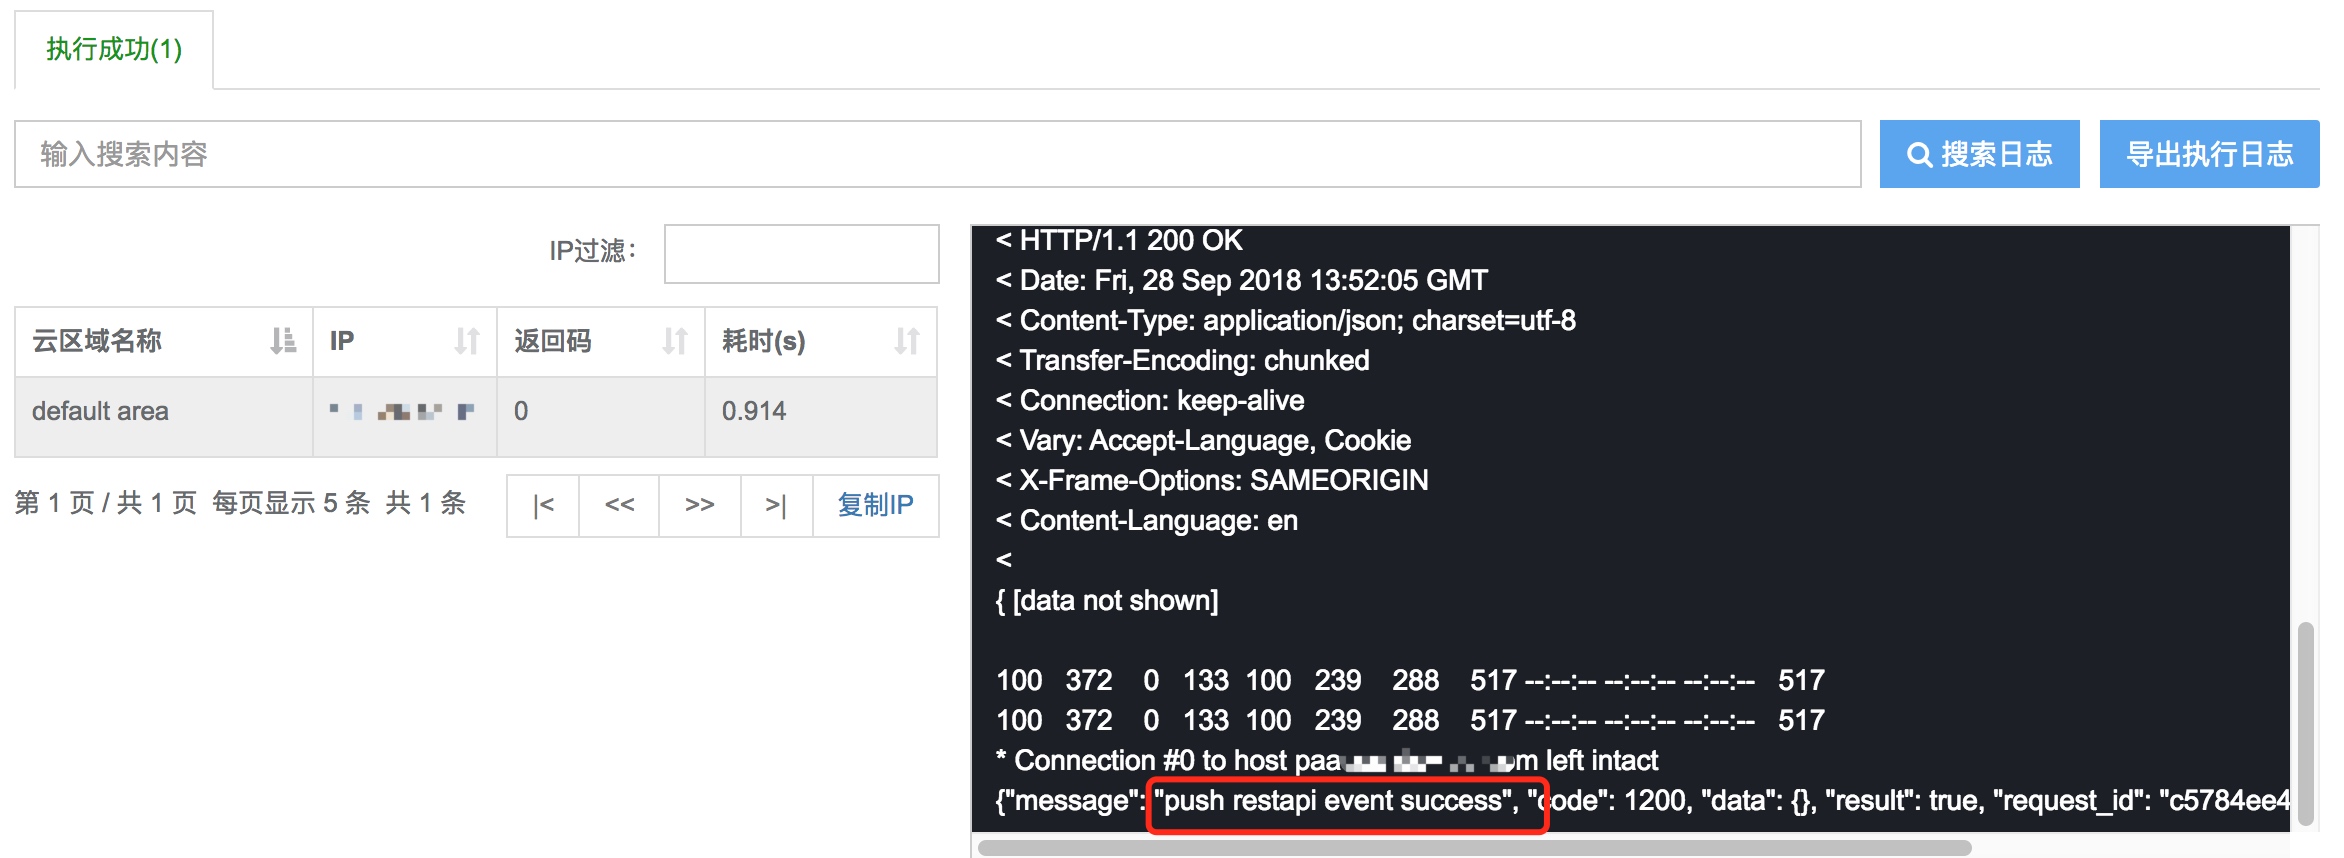 执行成功(1)
输入搜索内容
搜索日志
导出执行日志
IP过滤：
云区域名称 IP 返回码 耗时(s)
default area 0 0.914
第 1 页 / 共 1 页 每页显示 5 条 共 1 条
|< << >> >| 复制IP
< HTTP/1.1 200 OK
< Date: Fri, 28 Sep 2018 13:52:05 GMT
< Content-Type: application/json; charset=utf-8
< Transfer-Encoding: chunked
< Connection: keep-alive
< Vary: Accept-Language, Cookie
< X-Frame-Options: SAMEORIGIN
< Content-Language: en
<
{ [data not shown]
100 372 0 133 100 239 288 517 --:--:-- --:--:-- --:--:-- 517
100 372 0 133 100 239 288 517 --:--:-- --:--:-- --:--:-- 517
* Connection #0 to host left intact
{"message": "push restapi event success", "code": 1200, "data": {}, "result": true, "request_id": "c5784ee4